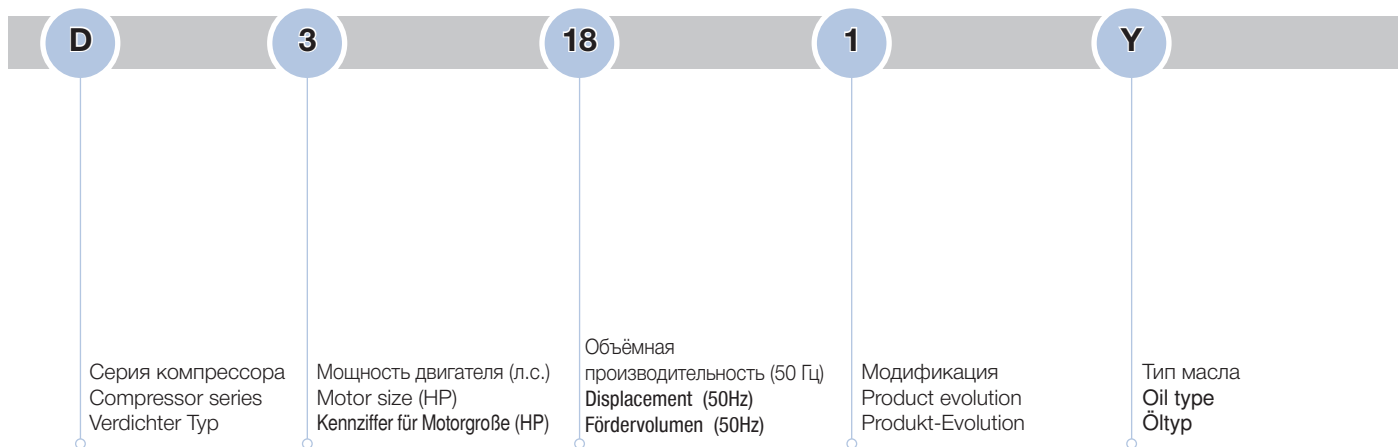 D
3
18
1
Y
Серия компрессора
Compressor series
Verdichter Typ
Мощность двигателя (л.с.)
Motor size (HP)
Kennziffer für Motorgroße (HP)
Объёмная
производительность (50 Гц)
Displacement (50Hz)
Fördervolumen (50Hz)
Модификация
Product evolution
Produkt-Evolution
Тип масла
Oil type
Öltyp